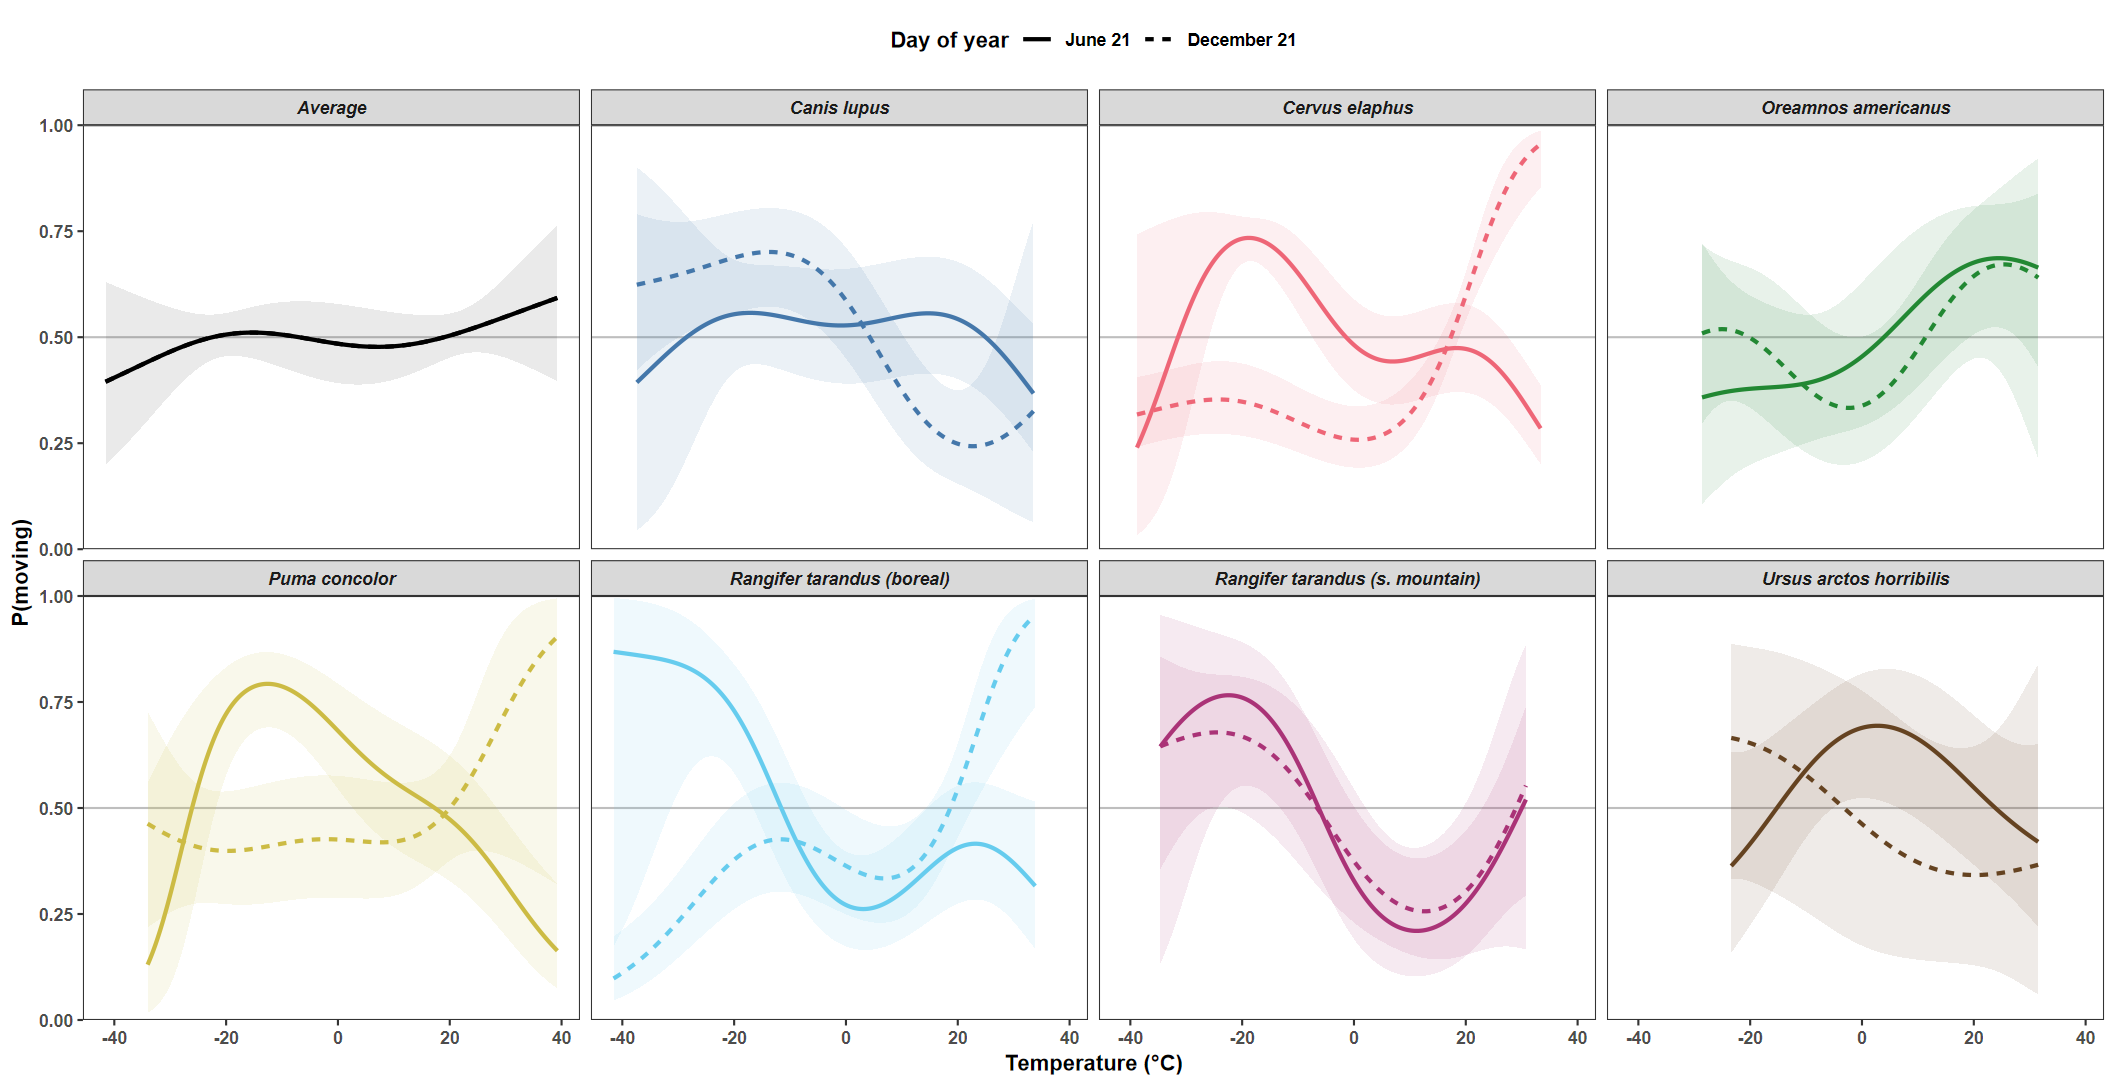 Day of year June 21 December 21
Average Canis lupus Cervus elaphus Oreamnos americanus
1.00
0.75
0.50
0.25
0.00
P(moving)
Puma concolor Rangifer tarandus (boreal) Rangifer tarandus (s. mountain) Ursus arctos horribilis
1.00
0.75
0.50
0.25
0.00
-40 -20 0 20 40 -40 -20 0 20 40 -40 -20 0 20 40 -40 -20 0 20 40
Temperature (°C)